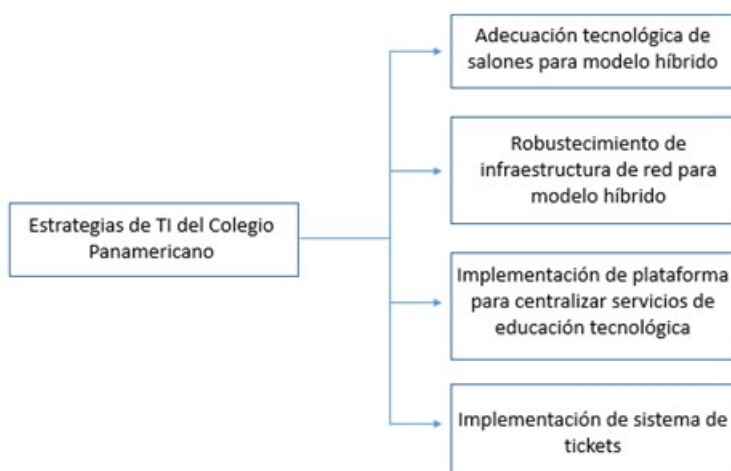 Adecuación tecnológica de
salones para modelo híbrido
Robustecimiento de
infraestructura de red para
modelo híbrido
Estrategias de TI del Colegio
Panamericano
Implementación de plataforma
para centralizar servicios de
educación tecnológica
Implementación de sistema de
tickets